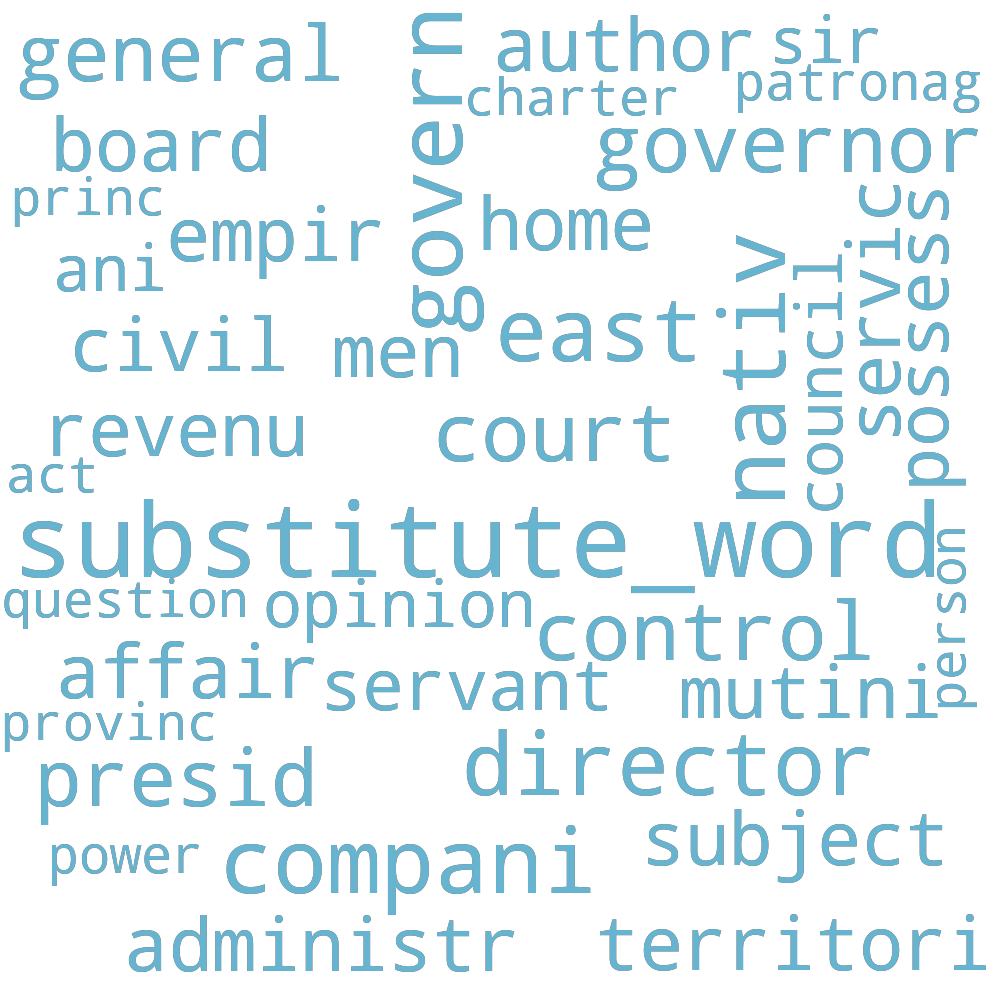 general
govern
author
sir
charter
patronag
board
governor
princ
empir
home
ani
nativ
council
servic
possess
civil
men
east
revenu
court
act
substitute_word
question
opinion
control
person
affair
servant
mutini
provinc
presid
director
power
compani
subject
administr
territori